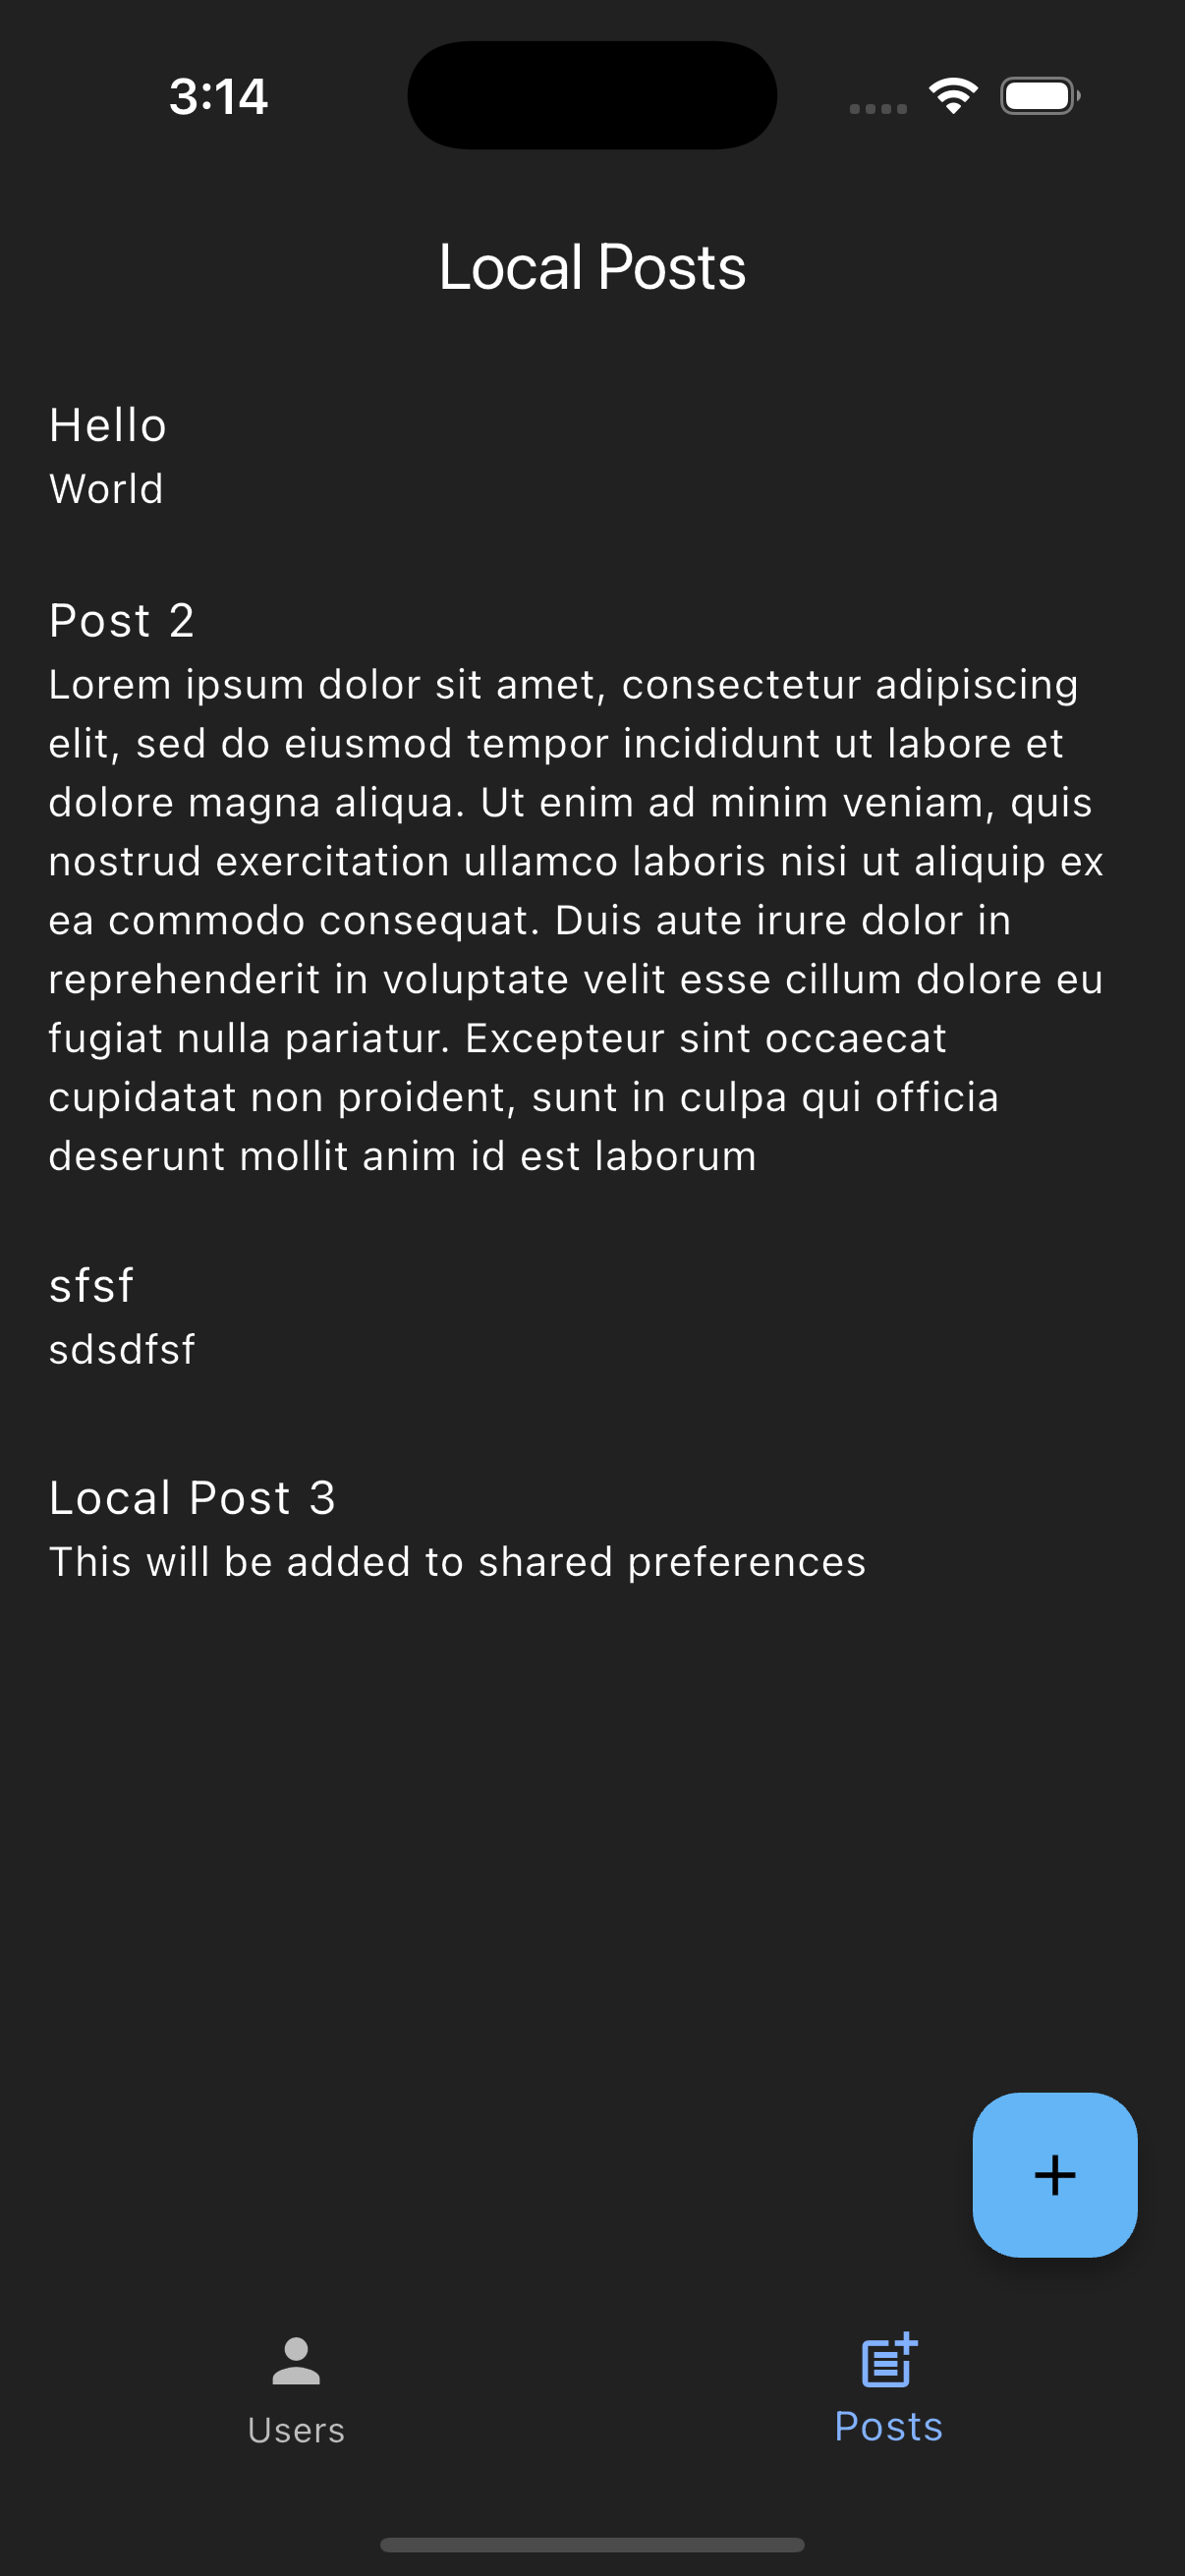 3:14
Local Posts
Hello
World
Post 2
Lorem ipsum dolor sit amet, consectetur adipiscing
elit, sed do eiusmod tempor incididunt ut labore et
dolore magna aliqua. Ut enim ad minim veniam, quis
nostrud exercitation ullamco laboris nisi ut aliquip ex
ea commodo consequat. Duis aute irure dolor in
reprehenderit in voluptate velit esse cillum dolore eu
fugiat nulla pariatur. Excepteur sint occaecat
cupidatat non proident, sunt in culpa qui officia
deserunt mollit anim id est laborum
sfsf
sdsdfsf
Local Post 3
This will be added to shared preferences
Users
Posts